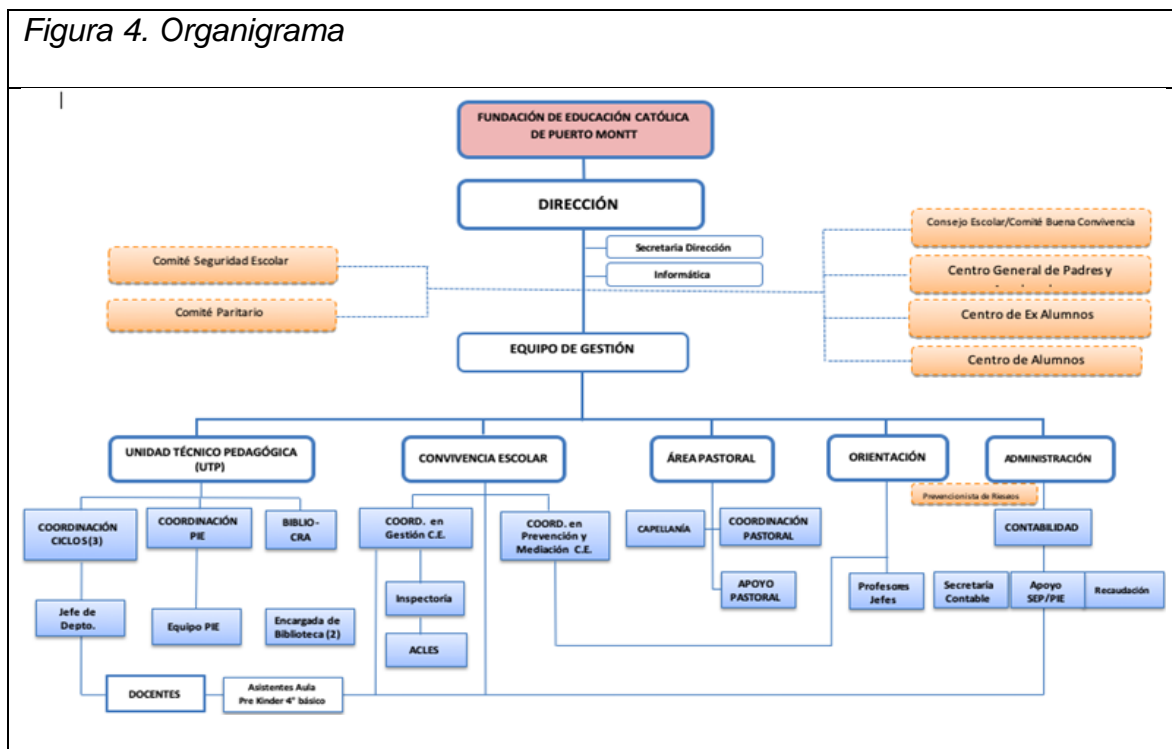 Figura 4. Organigrama
FUNDACIÓN DE EDUCACIÓN CATÓLICA
DE PUERTO MONTT
DIRECCIÓN
Secretaria Dirección
Informática
Comité Seguridad Escolar
Comité Paritario
Consejo Escolar/Comité Buena Convivencia
Centro General de Padres y
Centro de Ex Alumnos
Centro de Alumnos
EQUIPO DE GESTIÓN
UNIDAD TÉCNICO PEDAGÓGICA
(UTP)
CONVIVENCIA ESCOLAR
ÁREA PASTORAL
ORIENTACIÓN
ADMINISTRACIÓN
Prevencionista de Riesgos
COORDINACIÓN
CICLOS (3)
COORDINACIÓN
PIE
BIBLIO-
CRA
COORD. en
Gestión C.E.
COORD. en
Prevención y
Mediación C.E.
CAPELLANÍA
COORDINACIÓN
PASTORAL
CONTABILIDAD
Jefe de
Depto.
Equipo PIE
Encargada de
Biblioteca (2)
Inspectoría
ACLES
APOYO
PASTORAL
Profesores
Jefes
Secretaría
Contable
Apoyo
SEP/PIE
Recaudación
DOCENTES
Asistentes Aula
Pre Kinder 4° básico